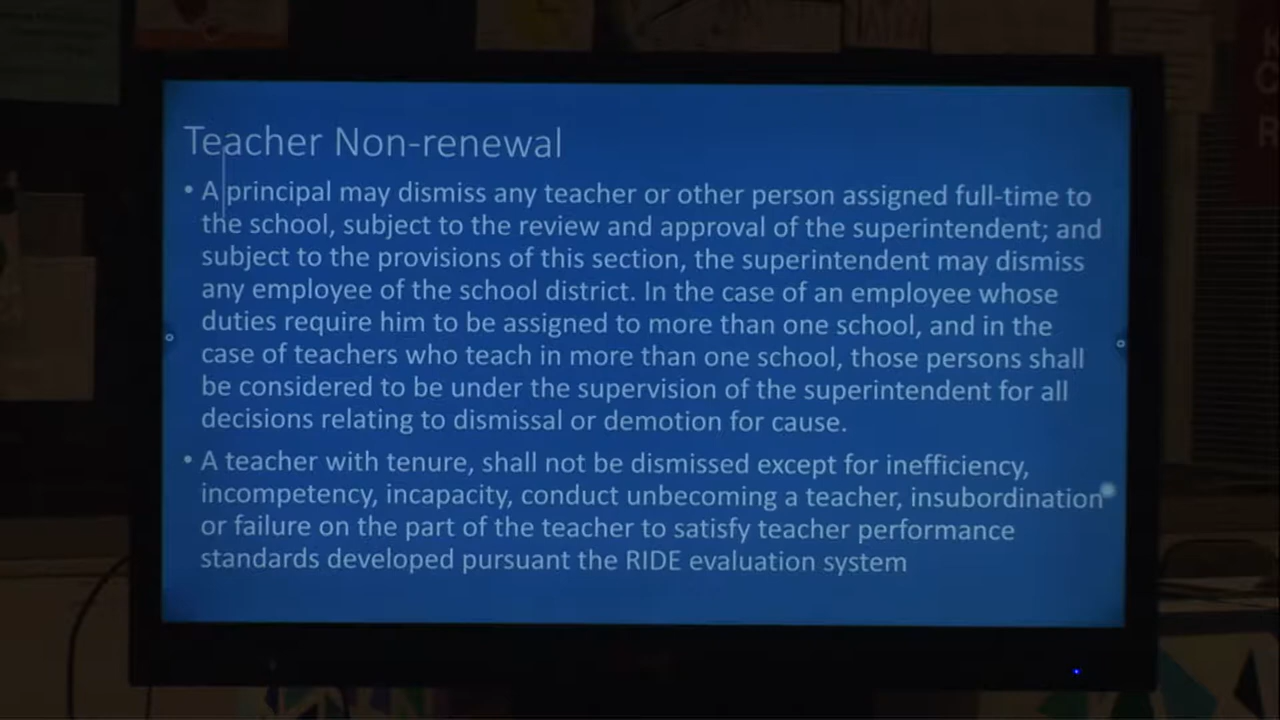 Teacher Non-renewal
• A principal may dismiss any teacher or other person assigned full-time to
the school, subject to the review and approval of the superintendent; and
subject to the provisions of this section, the superintendent may dismiss
any employee of the school district. In the case of an employee whose
duties require him to be assigned to more than one school, and in the
case of teachers who teach in more than one school, those persons shall
be considered to be under the supervision of the superintendent for all
decisions relating to dismissal or demotion for cause.
• A teacher with tenure, shall not be dismissed except for inefficiency,
incompetency, incapacity, conduct unbecoming a teacher, insubordination
or failure on the part of the teacher to satisfy teacher performance
standards developed pursuant the RIDE evaluation system